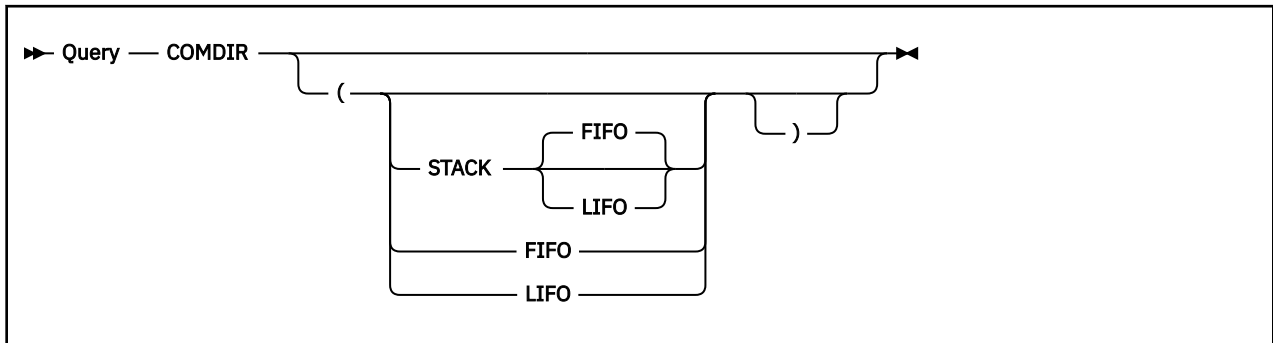 Query COMDIR
(
FIFO
)
STACK
LIFO
FIFO
LIFO